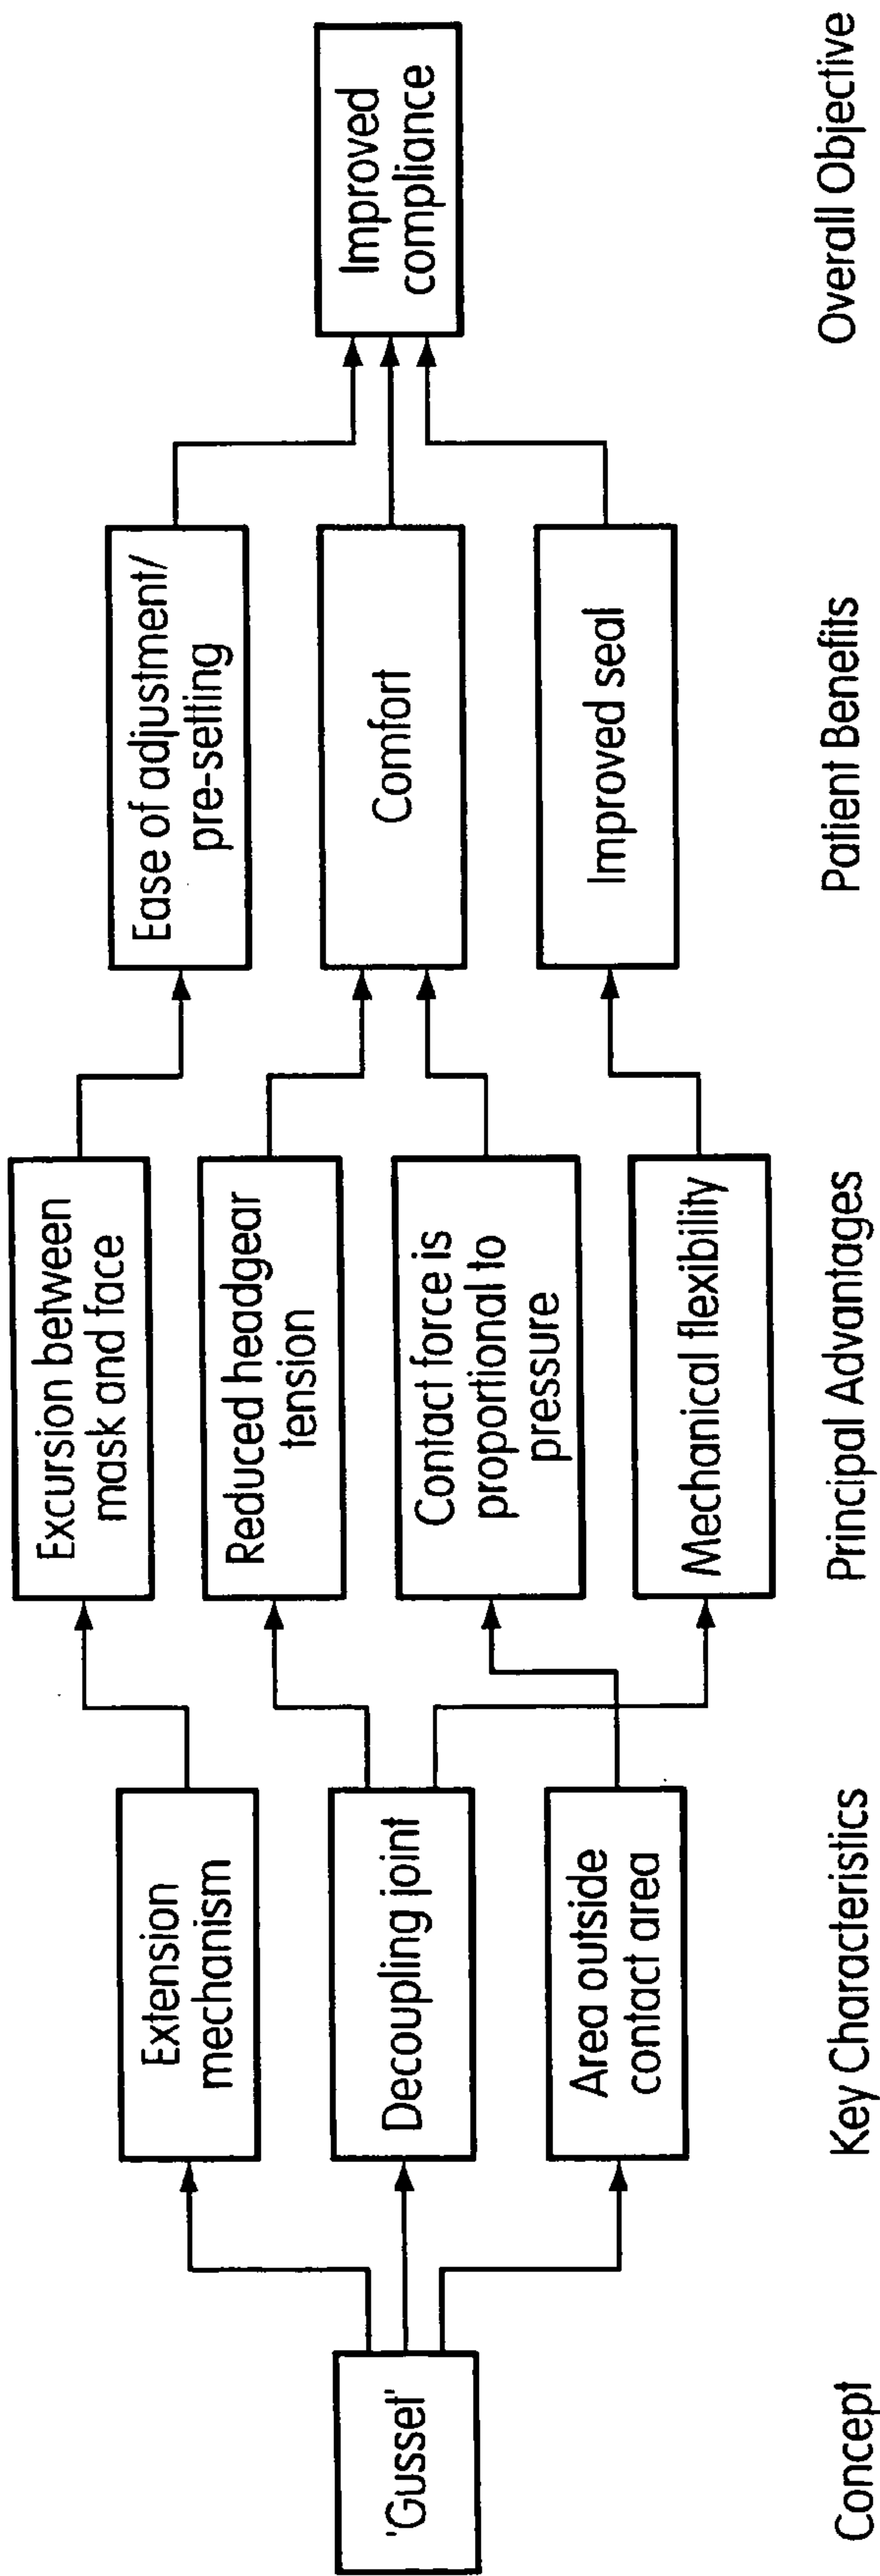 'Gusset'
Extension
mechanism
Decoupling joint
Area outside
contact area
Excursion between
mask and face
Reduced headgear
tension
Contact force is
proportional to
pressure
Mechanical flexibility
Ease of adjustment/
pre-setting
Comfort
Improved seal
Improved
compliance
Concept
Key Characteristics
Principal Advantages
Patient Benefits
Overall Objective